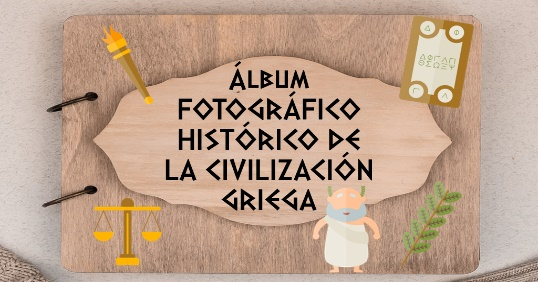 ÁLBUM
FOTOGRÁFICO
HISTÓRICO DE
LA CIVILIZACIÓN
GRIEGA